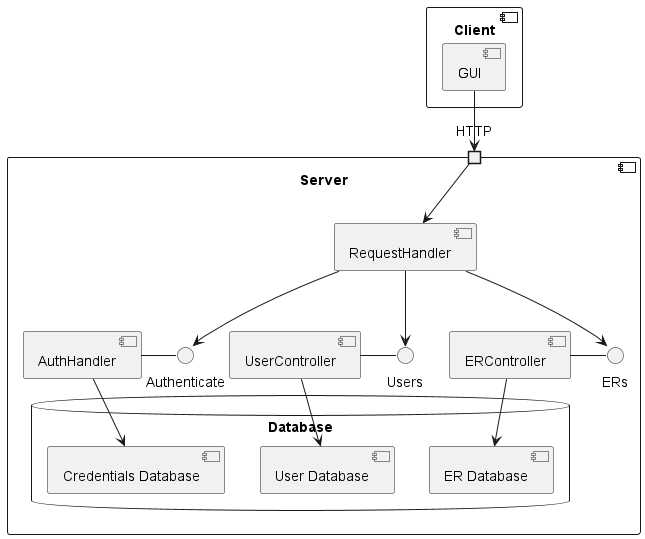 Client
GUI
HTTP
Server
RequestHandler
AuthHandler
Authenticate
UserController
Users
ERController
ERs
Database
Credentials Database
User Database
ER Database